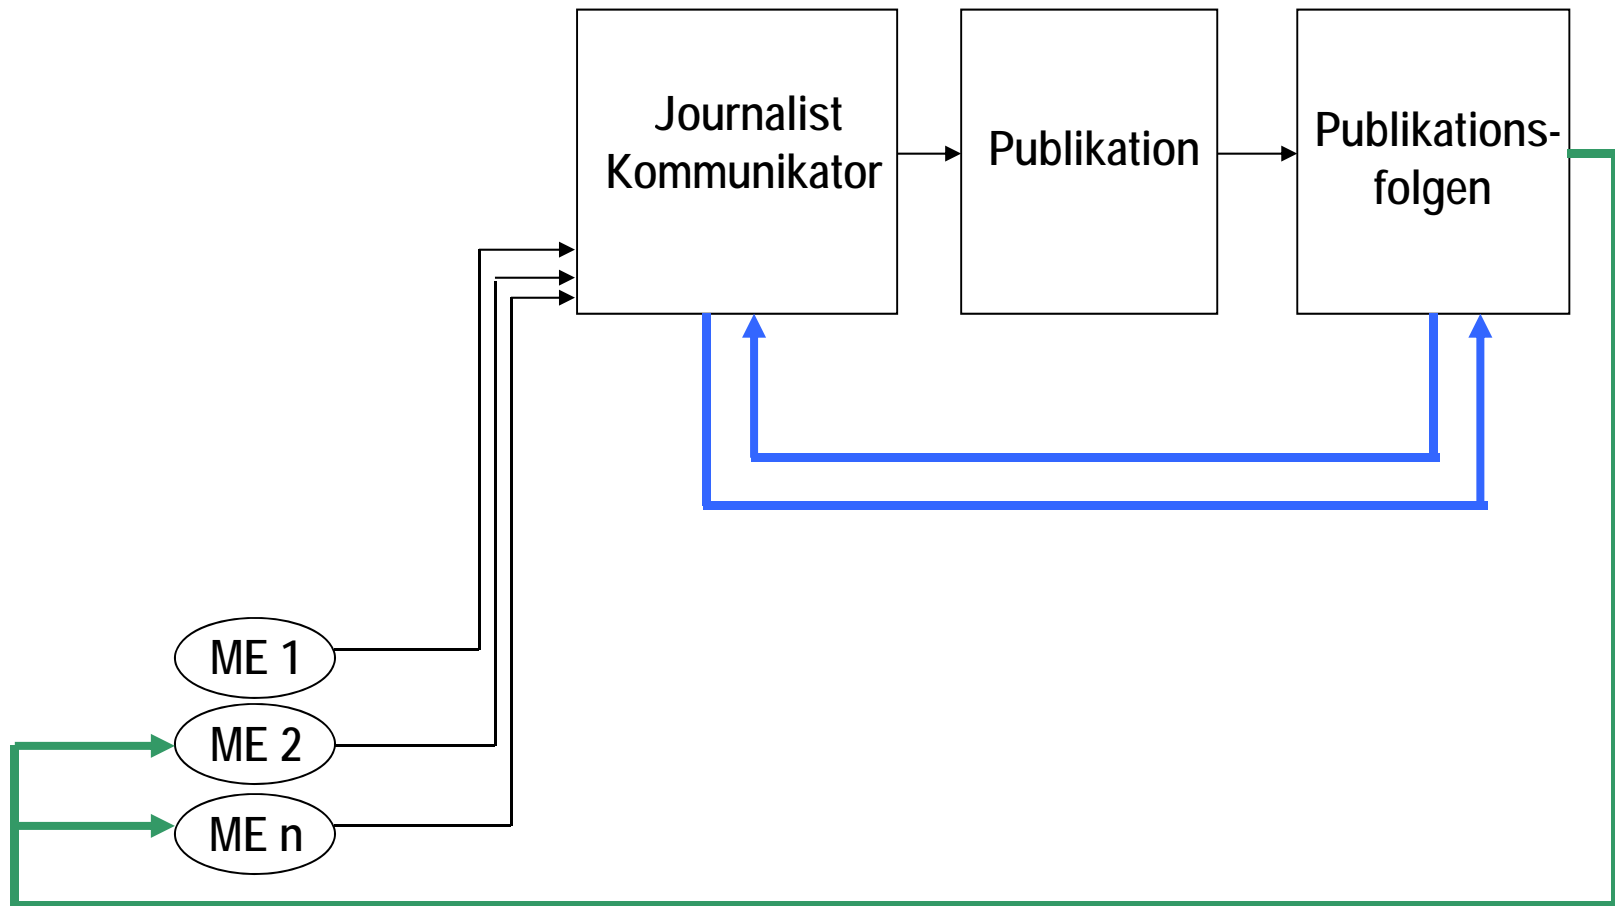 Journalist
Kommunikator
Publikation
Publikations-
folgen
ME 1
ME 2
ME n